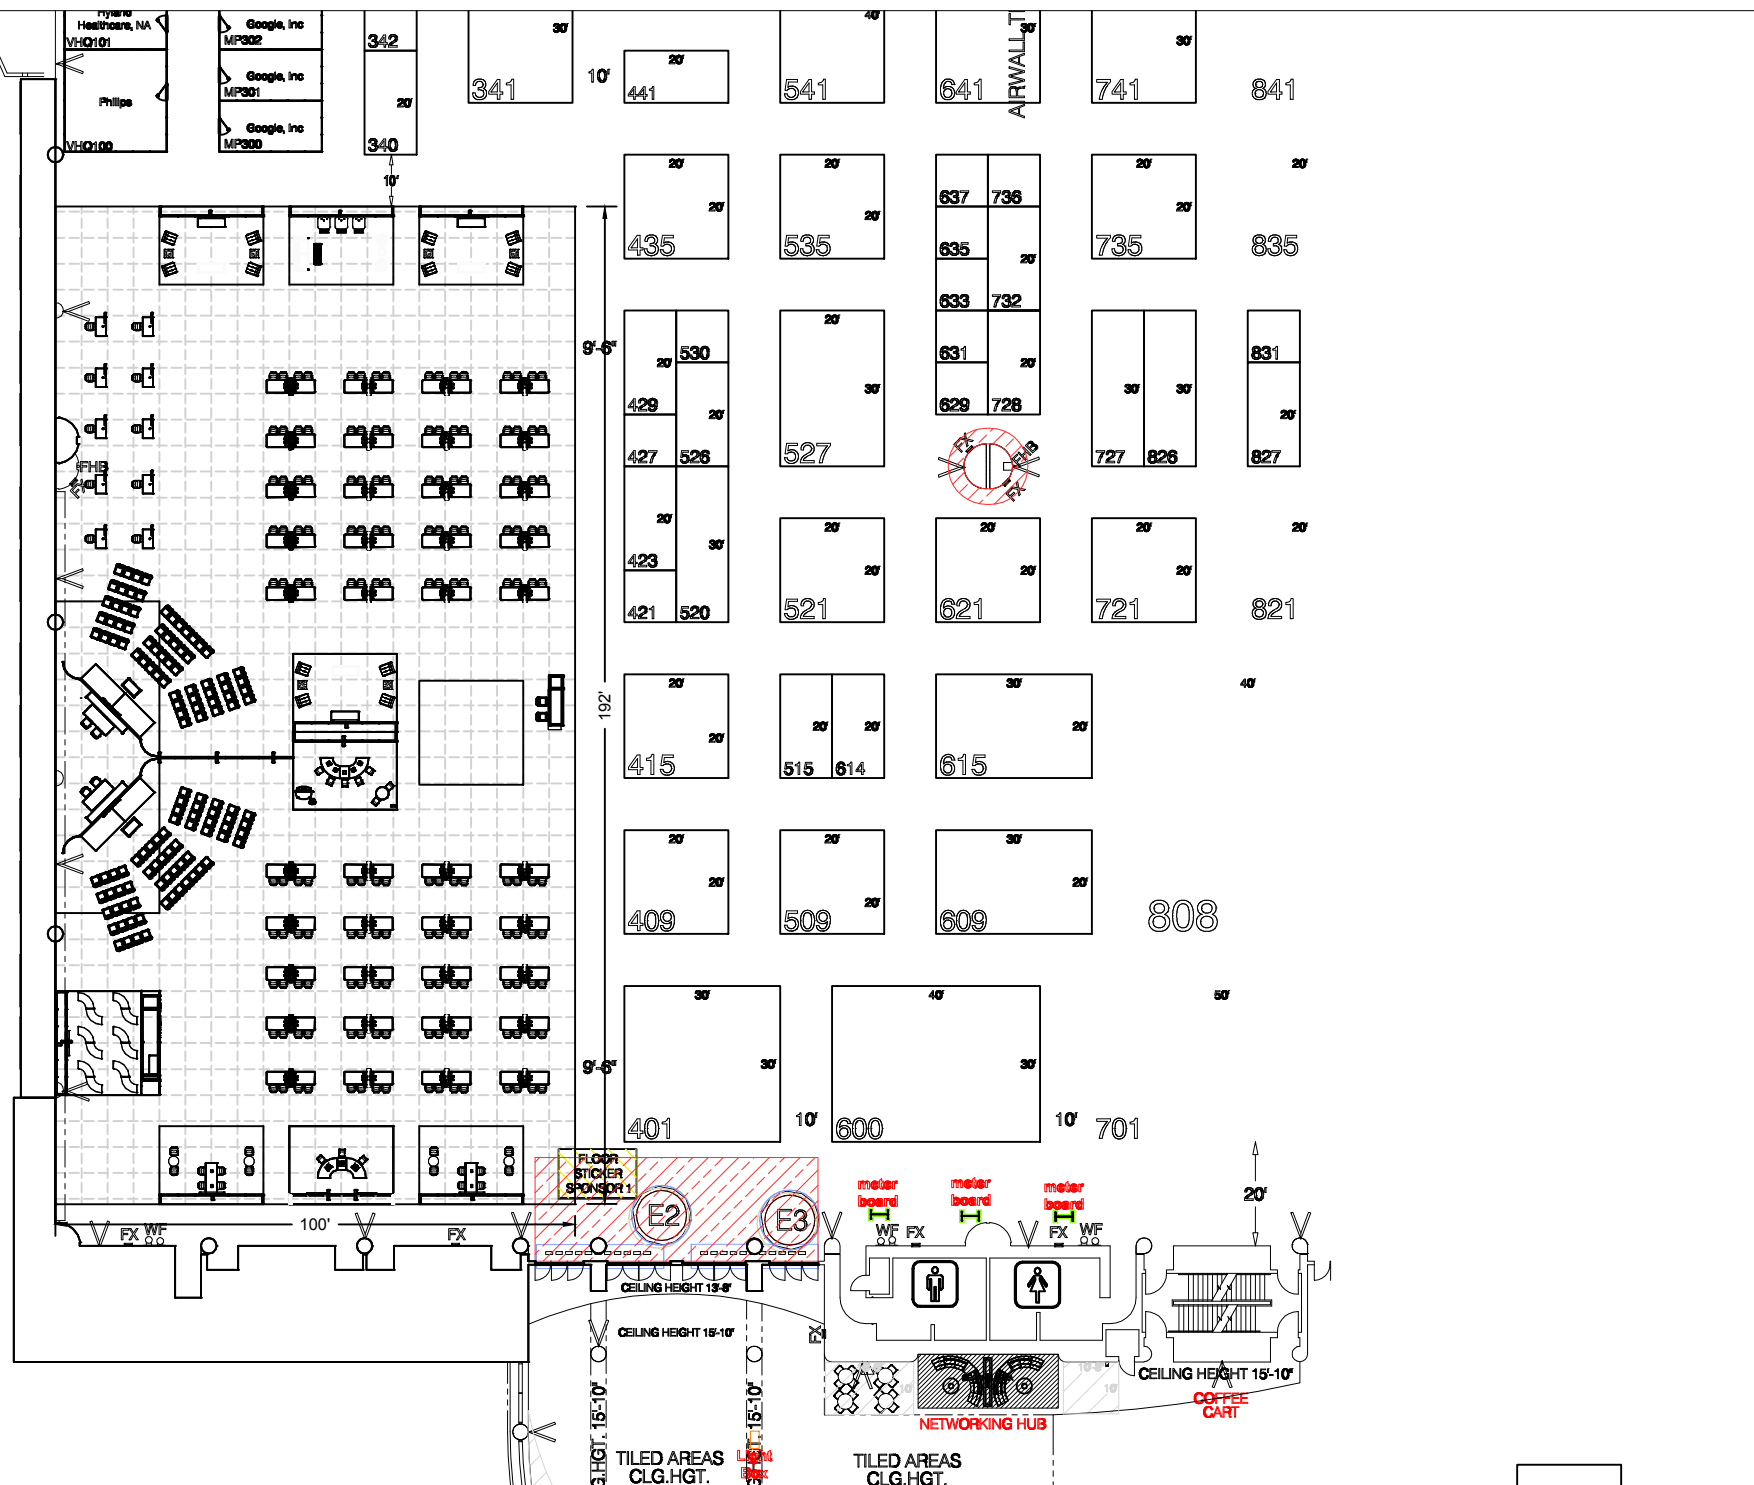 Hyland
Healthcare, NA
VHQ101
Google, Inc
MP302
342
30'
341
10'
20'
441
40'
541
30'
641
AIRWALL T
30'
741
841
Philips
VHQ100
Google, Inc
MP301
Google, Inc
MP300
20'
340
10'
20'
20'
435
20'
20'
535
637
736
635
20'
633
732
20'
20'
735
20'
835
9'-6"
20'
530
429
20'
427
526
20'
30'
527
631
20'
629
728
30'
30'
727
826
831
20'
827
FHB
FX
FX
FHB
FX
20'
423
30'
421
520
20'
20'
521
20'
20'
621
20'
20'
721
20'
821
192'
20'
20'
415
20'
20'
515
614
30'
20'
615
40'
20'
20'
409
20'
20'
509
30'
20'
609
808
9'-6"
30'
30'
401
10'
40'
30'
600
10'
50'
701
FLOOR
STICKER
SPONSOR 1
E2
E3
meter
board
meter
board
meter
board
20'
100'
FX
WF
FX
WF
FX
FX
WF
CEILING HEIGHT 13'-8"
CEILING HEIGHT 15'-10"
FX
10'
10'-8"
10'
CEILING HEIGHT 15'-10"
COFFEE
CART
NETWORKING HUB
G.HGT. 15'-10"
15'-10"
TILED AREAS
CLG.HGT.
Light
Box
TILED AREAS
CLG.HGT.